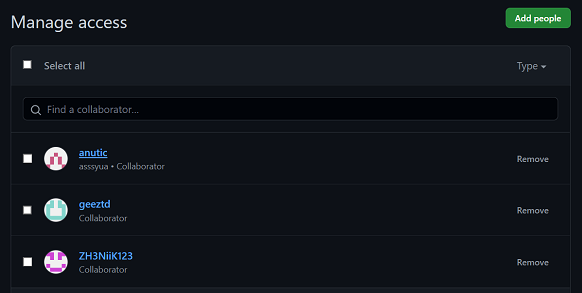 Manage access
Add people
Select all
Type
Find a collaborator...
anutic
asssyua • Collaborator
Remove
geeztd
Collaborator
Remove
ZH3NiiK123
Collaborator
Remove